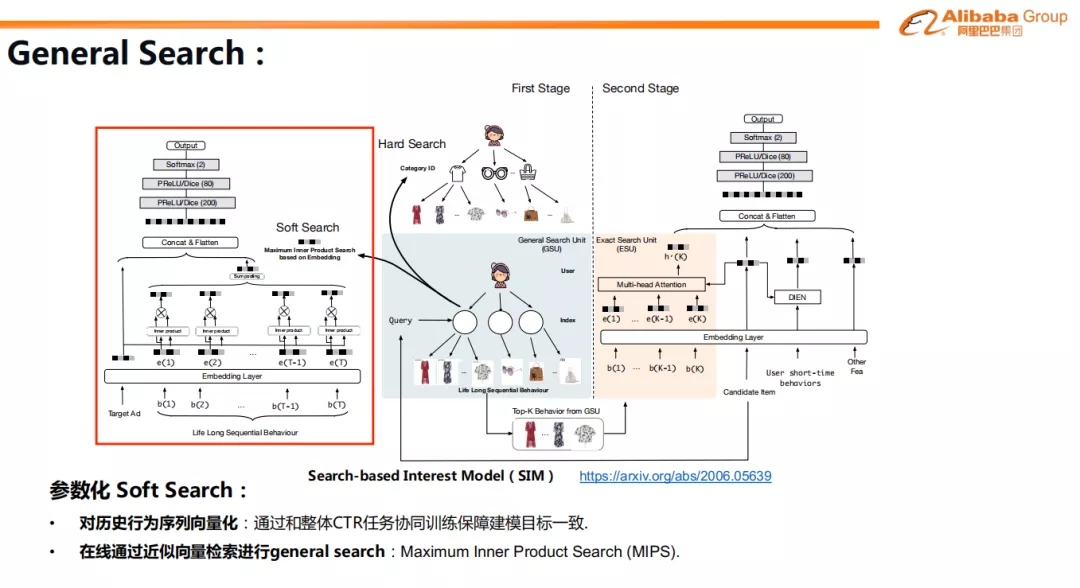 Alibaba Group
阿里巴巴集团
General Search：
First Stage
Second Stage
Output
Softmax (2)
PReLU/Dice (80)
PReLU/Dice (200)
Concat & Flatten
Sum pooling
Inner product
Inner product
Inner product
Inner product
e(1)
e(2)
...
e(T-1)
e(T)
Embedding Layer
Target Ad
b(1)
b(2)
...
b(T-1)
b(T)
Life Long Sequential Behaviour
Hard Search
Category ID
...
...
...
Soft Search
Maximum Inner Product Search
based on Embedding
General Search Unit
(GSU)
User
Query
Index
...
...
Life Long Sequential Behaviour
Top-K Behavior from GSU
...
Exact Search Unit
(ESU)
h'(K)
Multi-head Attention
e(1)
...
e(K-1)
e(K)
Embedding Layer
b(1)
...
b(K-1)
b(K)
Output
Softmax (2)
PReLU/Dice (80)
PReLU/Dice (200)
Concat & Flatten
DIEN
Candidate Item
User short-time
behaviors
Other
Fea
Search-based Interest Model（SIM）
https://arxiv.org/abs/2006.05639
参数化 Soft Search：
• 对历史行为序列向量化：通过和整体CTR任务协同训练保障建模目标一致.
• 在线通过近似向量检索进行general search：Maximum Inner Product Search (MIPS).